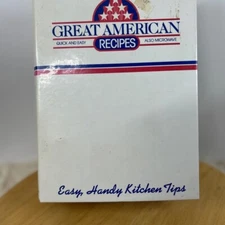 GREAT AMERICAN
QUICK AND EASY
RECIPES
ALSO MICROWAVE
Easy, Handy Kitchen Tips